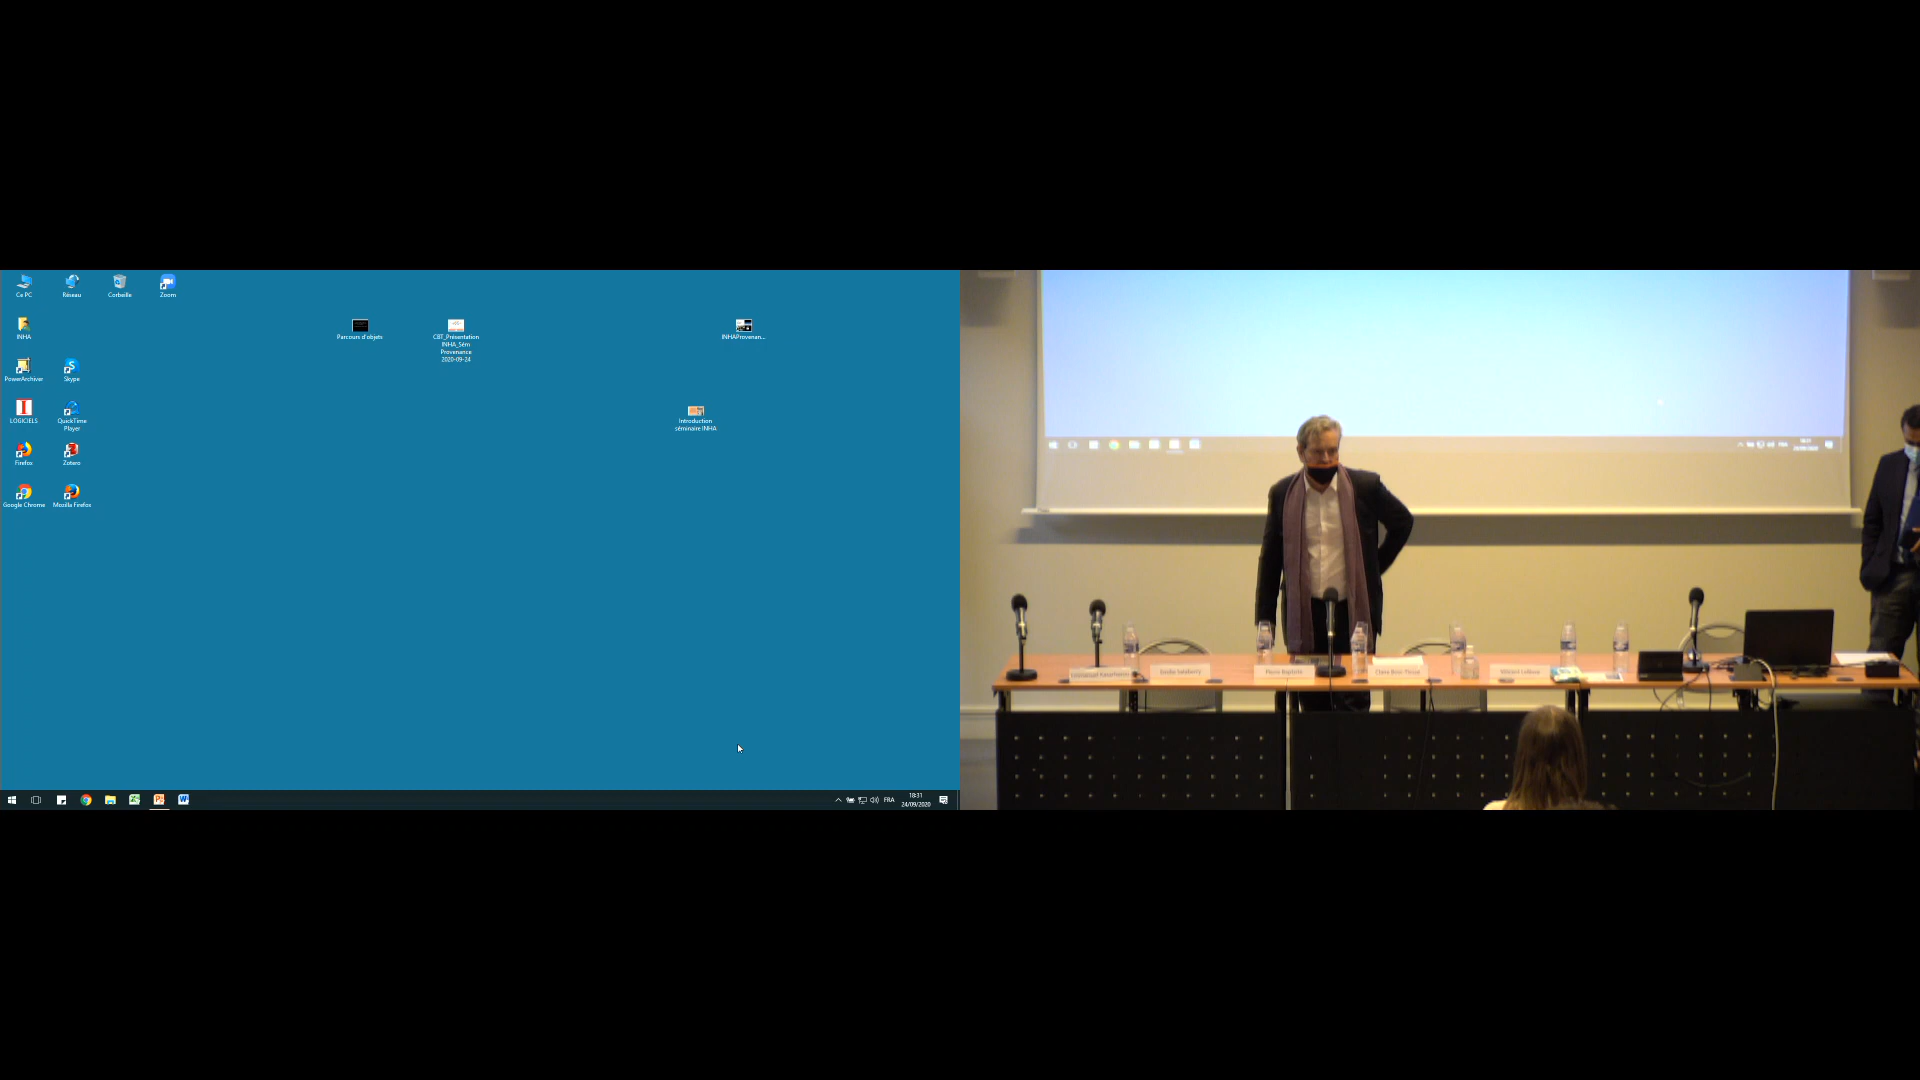 Ce PC
Réseau
Corbeille
Zoom
INHA
Parcours d'objets
CBT_Présentation
INHA_Sém
Provenance
2020-09-24
INHAProvenan...
PowerArchiver
Skype
LOGICIELS
QuickTime
Player
Introduction
séminaire INHA
Firefox
Zotero
Google Chrome
Mozilla Firefox
FRA
18:31
24/09/2020